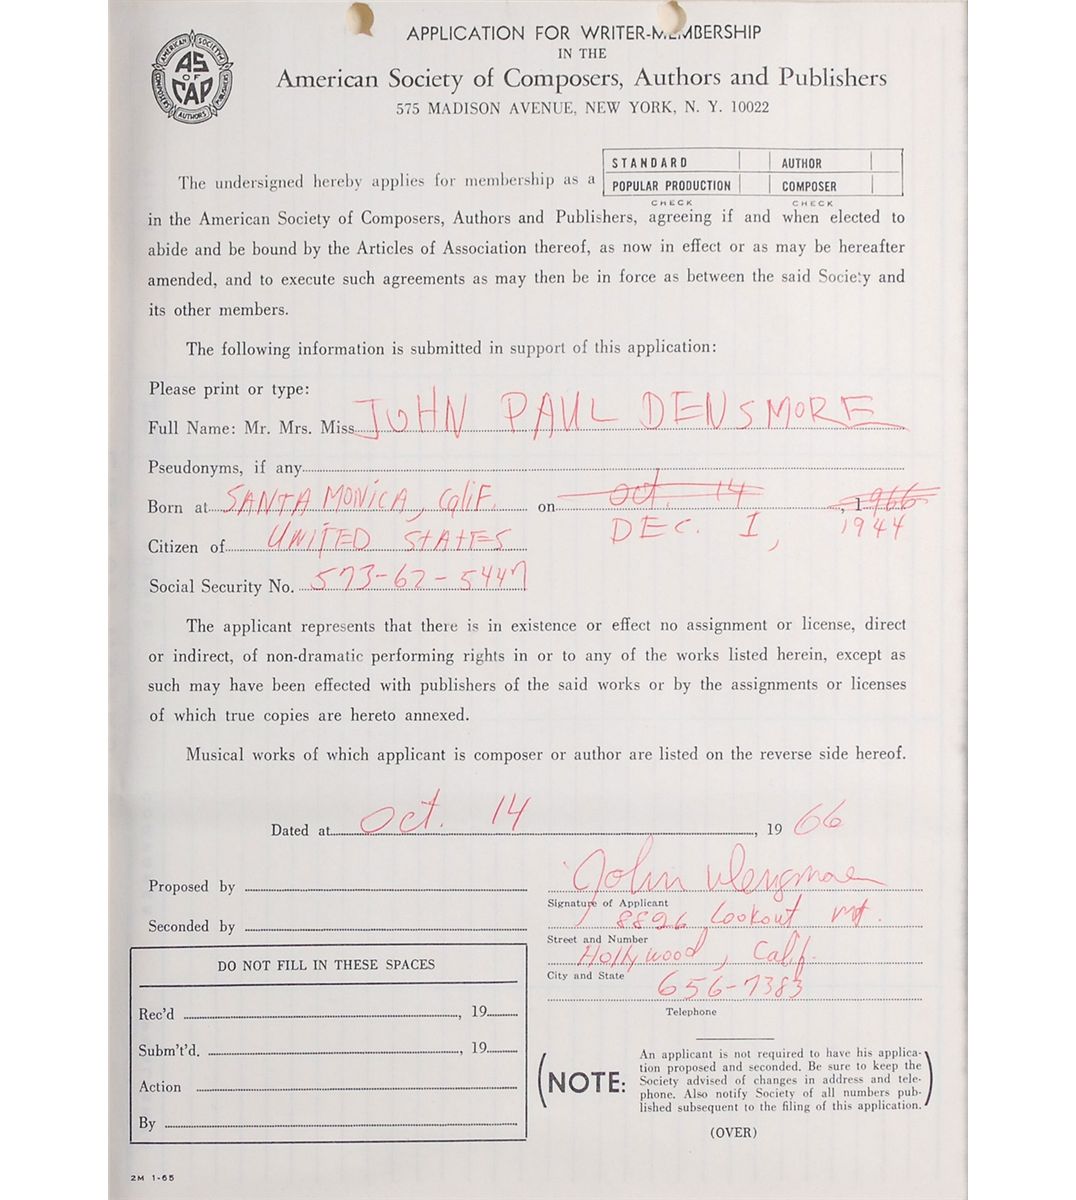 AMERICAN SOCIETY
AS
OF
CAP
COMPOSERS AUTHORS PUBLISHERS
APPLICATION FOR WRITER-MEMBERSHIP
IN THE
American Society of Composers, Authors and Publishers
575 MADISON AVENUE, NEW YORK, N. Y. 10022
STANDARD AUTHOR
The undersigned hereby applies for membership as a POPULAR PRODUCTION COMPOSER
CHECK CHECK
in the American Society of Composers, Authors and Publishers, agreeing if and when elected to
abide and be bound by the Articles of Association thereof, as now in effect or as may be hereafter
amended, and to execute such agreements as may then be in force as between the said Society and
its other members.
The following information is submitted in support of this application:
Please print or type:
Full Name: Mr. Mrs. Miss JOHN PAUL DENSMORE
Pseudonyms, if any
Born at SANTA MONICA, Calif. on Oct. 14, 1966
DEC. 1, 1944
Citizen of UNITED STATES
Social Security No. 573-62-5447
The applicant represents that there is in existence or effect no assignment or license, direct
or indirect, of non-dramatic performing rights in or to any of the works listed herein, except as
such may have been effected with publishers of the said works or by the assignments or licenses
of which true copies are hereto annexed.
Musical works of which applicant is composer or author are listed on the reverse side hereof.
Dated at Oct. 14, 19 66
Proposed by
Seconded by
John Densmore
Signature of Applicant
8826 Lookout Mt.
Street and Number
Hollywood, Calif.
City and State
656-7383
Telephone
DO NOT FILL IN THESE SPACES
Rec'd , 19
Subm't'd. , 19
Action
By
(NOTE:
An applicant is not required to have his applica-
tion proposed and seconded. Be sure to keep the
Society advised of changes in address and tele-
phone. Also notify Society of all numbers pub-
lished subsequent to the filing of this application.)
(OVER)
2M 1-65